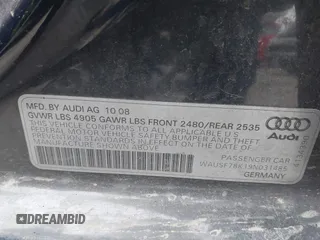 MFD. BY AUDI AG 10 08
GVWR LBS 4905 GAWR LBS FRONT 2480/REAR 2535
THIS VEHICLE CONFORMS TO ALL APPLICABLE U.S.
FEDERAL MOTOR VEHICLE SAFETY BUMPER AND THEFT
PREVENTION STANDARDS IN EFFECT ON THE DATE
OF MANUFACTURE SHOWN ABOVE
Audi
PASSENGER CAR
GERMANY
DREAMBID